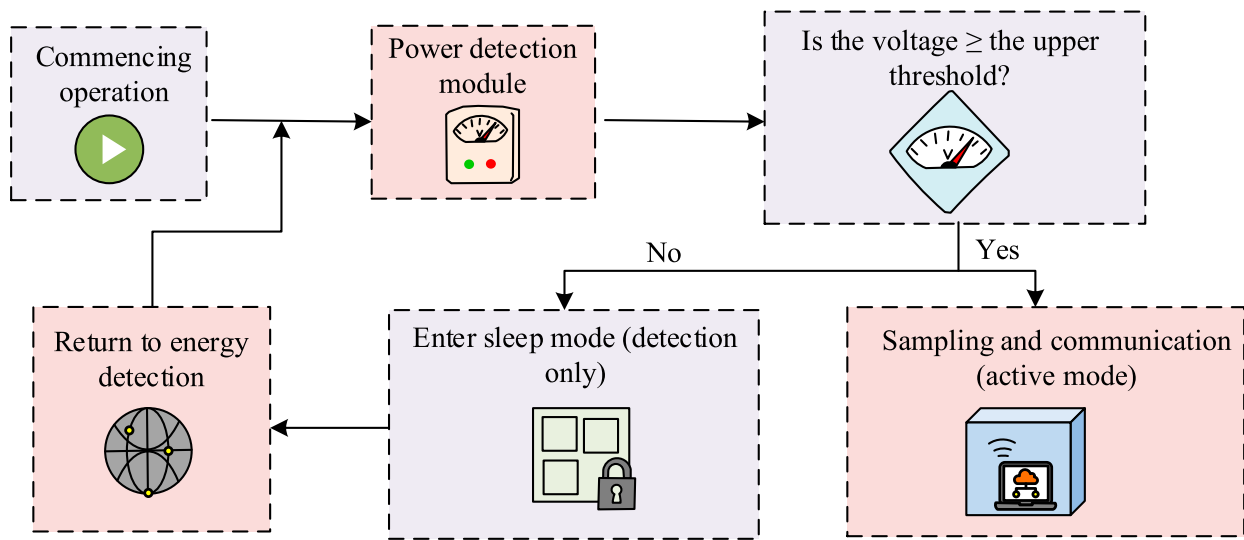 Commencing
operation
Power detection
module
Is the voltage ≥ the upper
threshold?
V
V
No
Yes
Return to energy
detection
Enter sleep mode (detection
only)
Sampling and communication
(active mode)